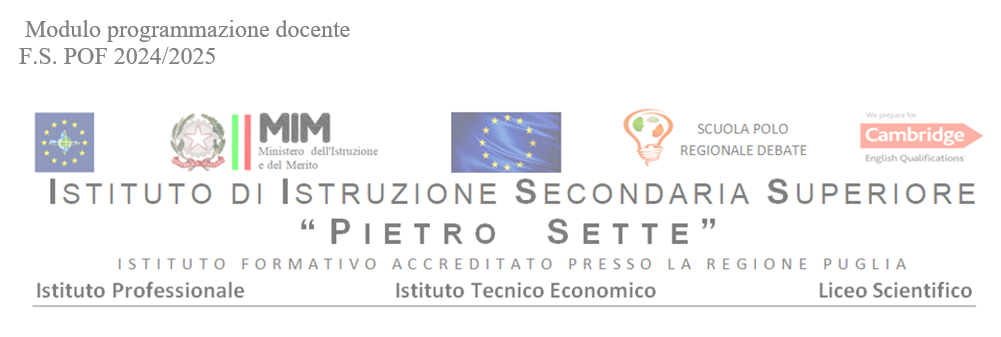 Modulo programmazione docente
F.S. POF 2024/2025
MIM
Ministero dell'Istruzione
e del Merito
SCUOLA POLO
REGIONALE DEBATE
We prepare for
Cambridge
English Qualifications
ISTITUTO DI ISTRUZIONE SECONDARIA SUPERIORE
“PIETRO SETTE”
ISTITUTO FORMATIVO ACCREDITATO PRESSO LA REGIONE PUGLIA
Istituto Professionale Istituto Tecnico Economico Liceo Scientifico